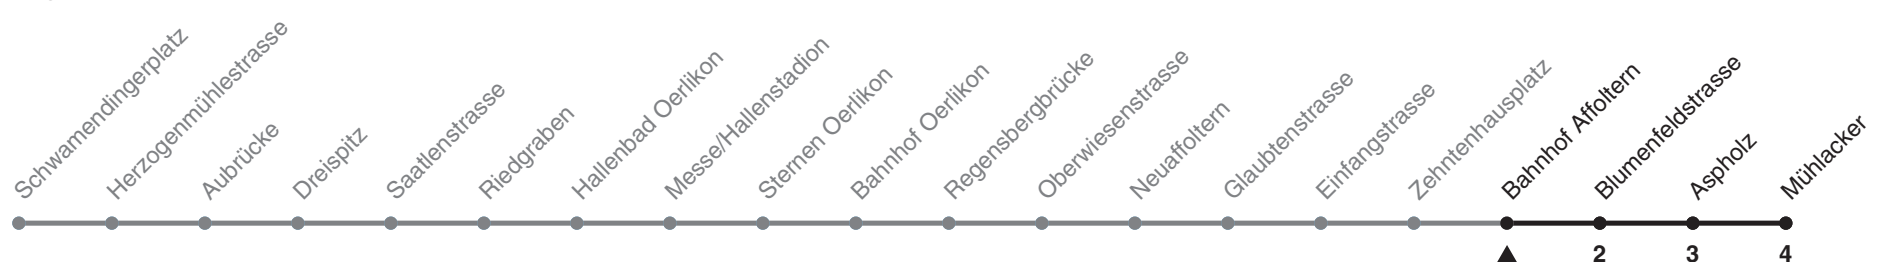 Schwamendingerplatz
Herzogenmühlestrasse
Aubrücke
Dreispitz
Saatlenstrasse
Riedgraben
Hallenbad Oerlikon
Messe/Hallenstadion
Sternen Oerlikon
Bahnhof Oerlikon
Regensbergbrücke
Oberwiesenstrasse
Neuaffoltern
Glaubtenstrasse
Einfangstrasse
Zehntenhausplatz
Bahnhof Affoltern
Blumenfeldstrasse
Aspholz
Mühlacker
2 3 4